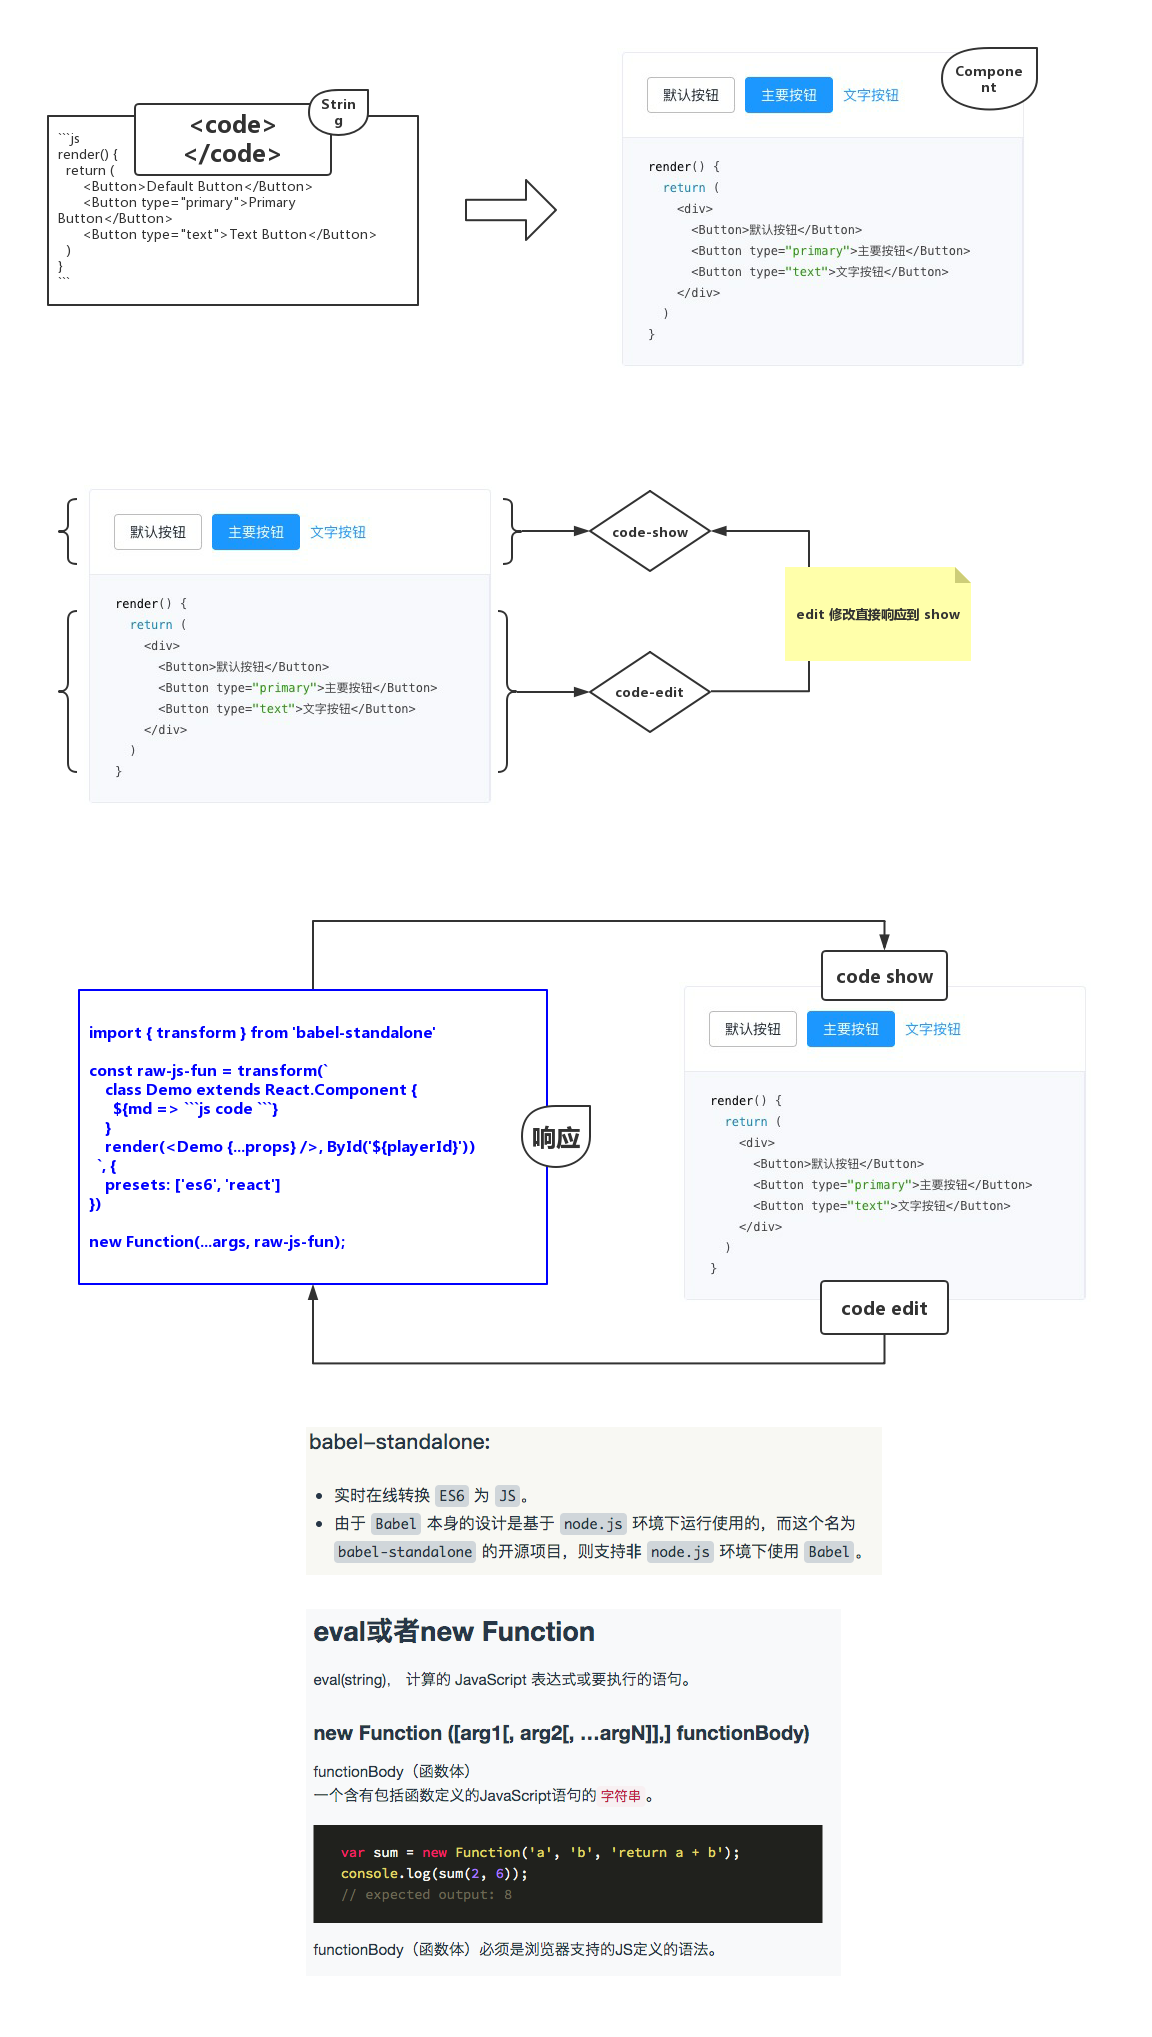 Strin
g
<code>
</code>
```js
render() {
  return (
      <Button>Default Button</Button>
      <Button type="primary">Primary
Button</Button>
      <Button type="text">Text Button</Button>
  )
}
```
Compone
nt
默认按钮 主要按钮 文字按钮
render() {
  return (
    <div>
      <Button>默认按钮</Button>
      <Button type="primary">主要按钮</Button>
      <Button type="text">文字按钮</Button>
    </div>
  )
}
默认按钮 主要按钮 文字按钮
render() {
  return (
    <div>
      <Button>默认按钮</Button>
      <Button type="primary">主要按钮</Button>
      <Button type="text">文字按钮</Button>
    </div>
  )
}
code-show
edit 修改直接响应到 show
code-edit
import { transform } from 'babel-standalone'
const raw-js-fun = transform(`
    class Demo extends React.Component {
      ${md => ```js code ```}
    }
    render(<Demo {...props} />, ById('${playerId}'))
  `, {
    presets: ['es6', 'react']
})
new Function(...args, raw-js-fun);
响应
code show
默认按钮 主要按钮 文字按钮
render() {
  return (
    <div>
      <Button>默认按钮</Button>
      <Button type="primary">主要按钮</Button>
      <Button type="text">文字按钮</Button>
    </div>
  )
}
code edit
babel-standalone:
• 实时在线转换 ES6 为 JS。
• 由于 Babel 本身的设计是基于 node.js 环境下运行使用的，而这个名为
babel-standalone 的开源项目，则支持非 node.js 环境下使用 Babel。
eval或者new Function
eval(string)， 计算的 JavaScript 表达式或要执行的语句。
new Function ([arg1[, arg2[, …argN]],] functionBody)
functionBody（函数体）
一个含有包括函数定义的JavaScript语句的 字符串 。
var sum = new Function('a', 'b', 'return a + b');
console.log(sum(2, 6));
// expected output: 8
functionBody（函数体）必须是浏览器支持的JS定义的语法。